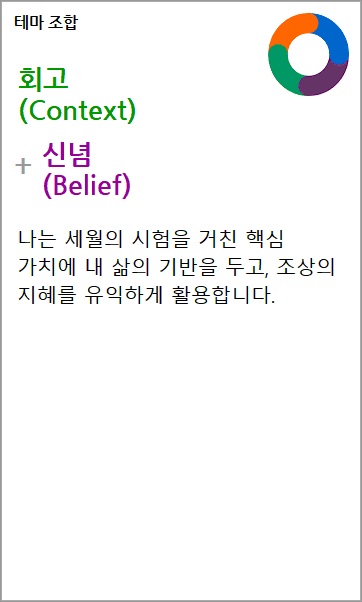 테마 조합
회고
(Context)
+ 신념
(Belief)
나는 세월의 시험을 거친 핵심
가치에 내 삶의 기반을 두고, 조상의
지혜를 유익하게 활용합니다.